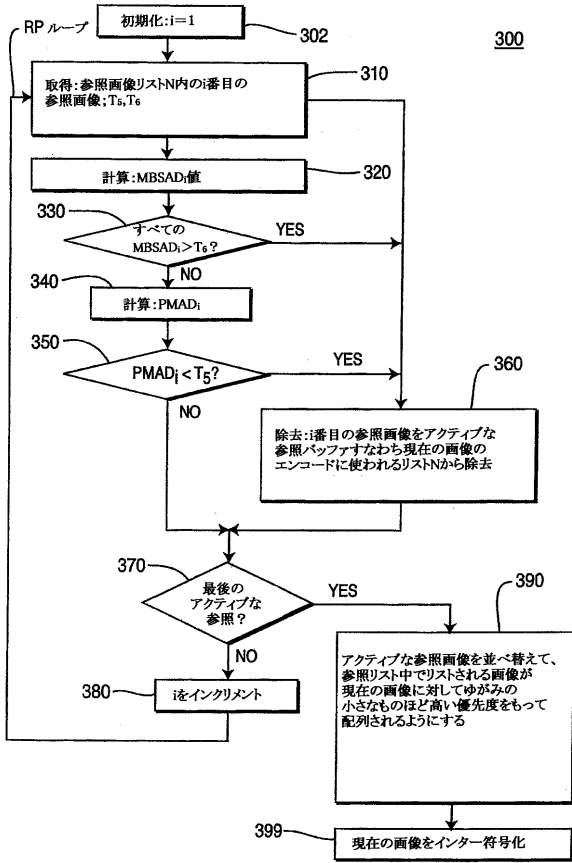 RP ループ
初期化:i=1
302
300
310
取得:参照画像リストN内のi番目の
参照画像;T5,T6
計算:MBSADi値
320
330
すべての
MBSADi>T6?
YES
NO
340
計算:PMADi
350
PMADi<T5?
YES
NO
360
除去:i番目の参照画像をアクティブな
参照バッファすなわち現在の画像の
エンコードに使われるリストNから除去
370
最後の
アクティブな
参照?
YES
NO
390
380
iをインクリメント
アクティブな参照画像を並べ替えて、
参照リスト中でリストされる画像が
現在の画像に対してゆがみの
小さなものほど高い優先度をもって
配列されるようにする
399
現在の画像をインター符号化